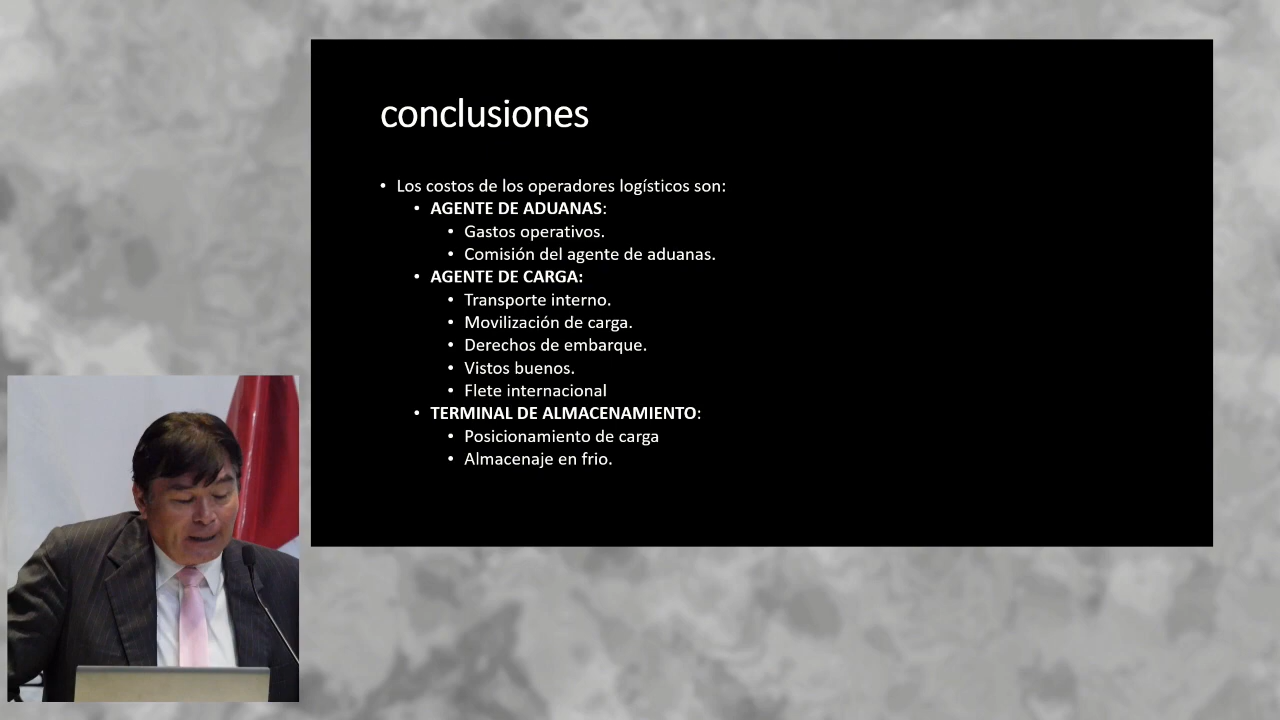 conclusiones
• Los costos de los operadores logísticos son:
• AGENTE DE ADUANAS:
• Gastos operativos.
• Comisión del agente de aduanas.
• AGENTE DE CARGA:
• Transporte interno.
• Movilización de carga.
• Derechos de embarque.
• Vistos buenos.
• Flete internacional
• TERMINAL DE ALMACENAMIENTO:
• Posicionamiento de carga
• Almacenaje en frio.